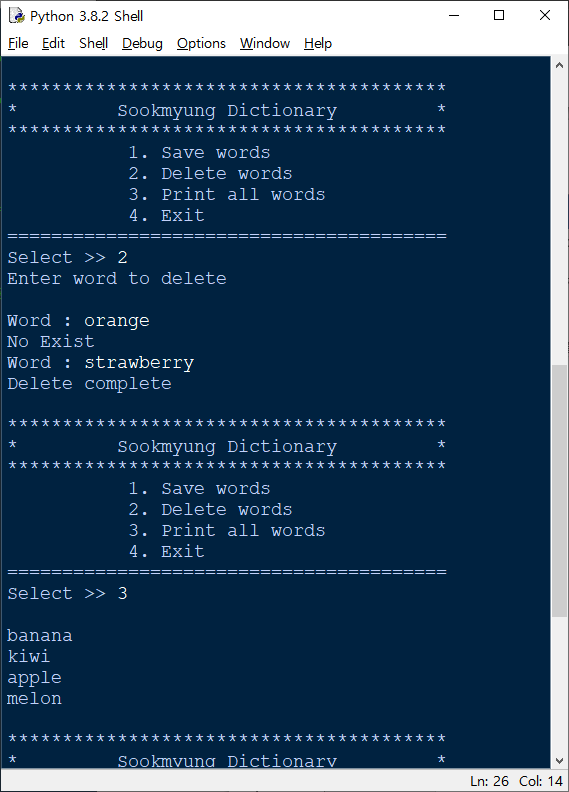 Python 3.8.2 Shell
File Edit Shell Debug Options Window Help
****************************************
*         Sookmyung Dictionary         *
****************************************
           1. Save words
           2. Delete words
           3. Print all words
           4. Exit
========================================
Select >> 2
Enter word to delete

Word : orange
No Exist
Word : strawberry
Delete complete

****************************************
*         Sookmyung Dictionary         *
****************************************
           1. Save words
           2. Delete words
           3. Print all words
           4. Exit
========================================
Select >> 3

banana
kiwi
apple
melon

****************************************
*         Sookmyung Dictionary         *
Ln: 26 Col: 14